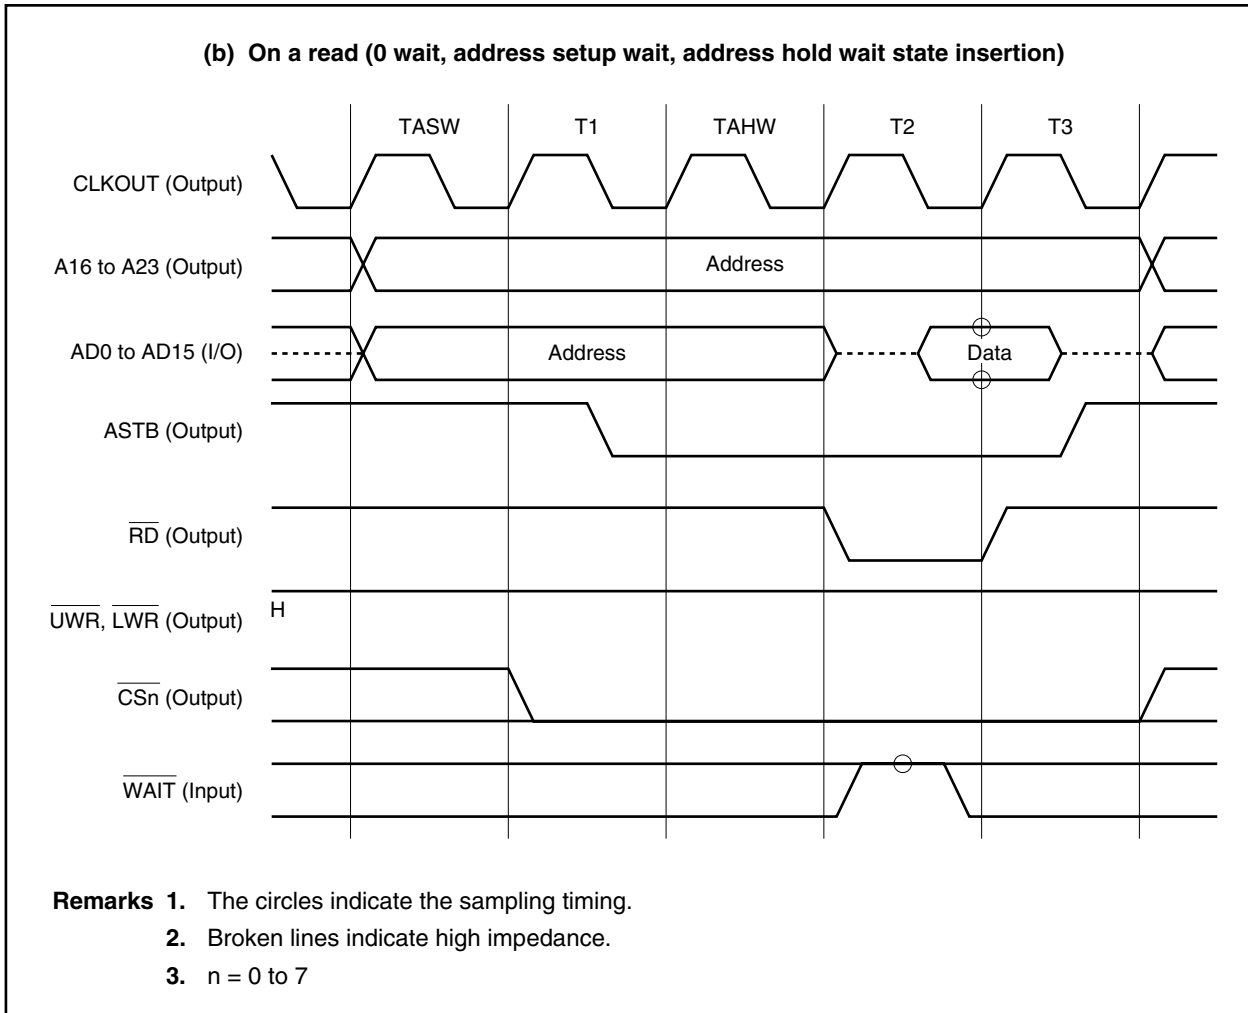 (b) On a read (0 wait, address setup wait, address hold wait state insertion)
TASW T1 TAHW T2 T3
CLKOUT (Output)
A16 to A23 (Output) Address
AD0 to AD15 (I/O) Address Data
ASTB (Output)
RD (Output)
UWR, LWR (Output) H
CSn (Output)
WAIT (Input)
Remarks 1. The circles indicate the sampling timing.
2. Broken lines indicate high impedance.
3. n = 0 to 7